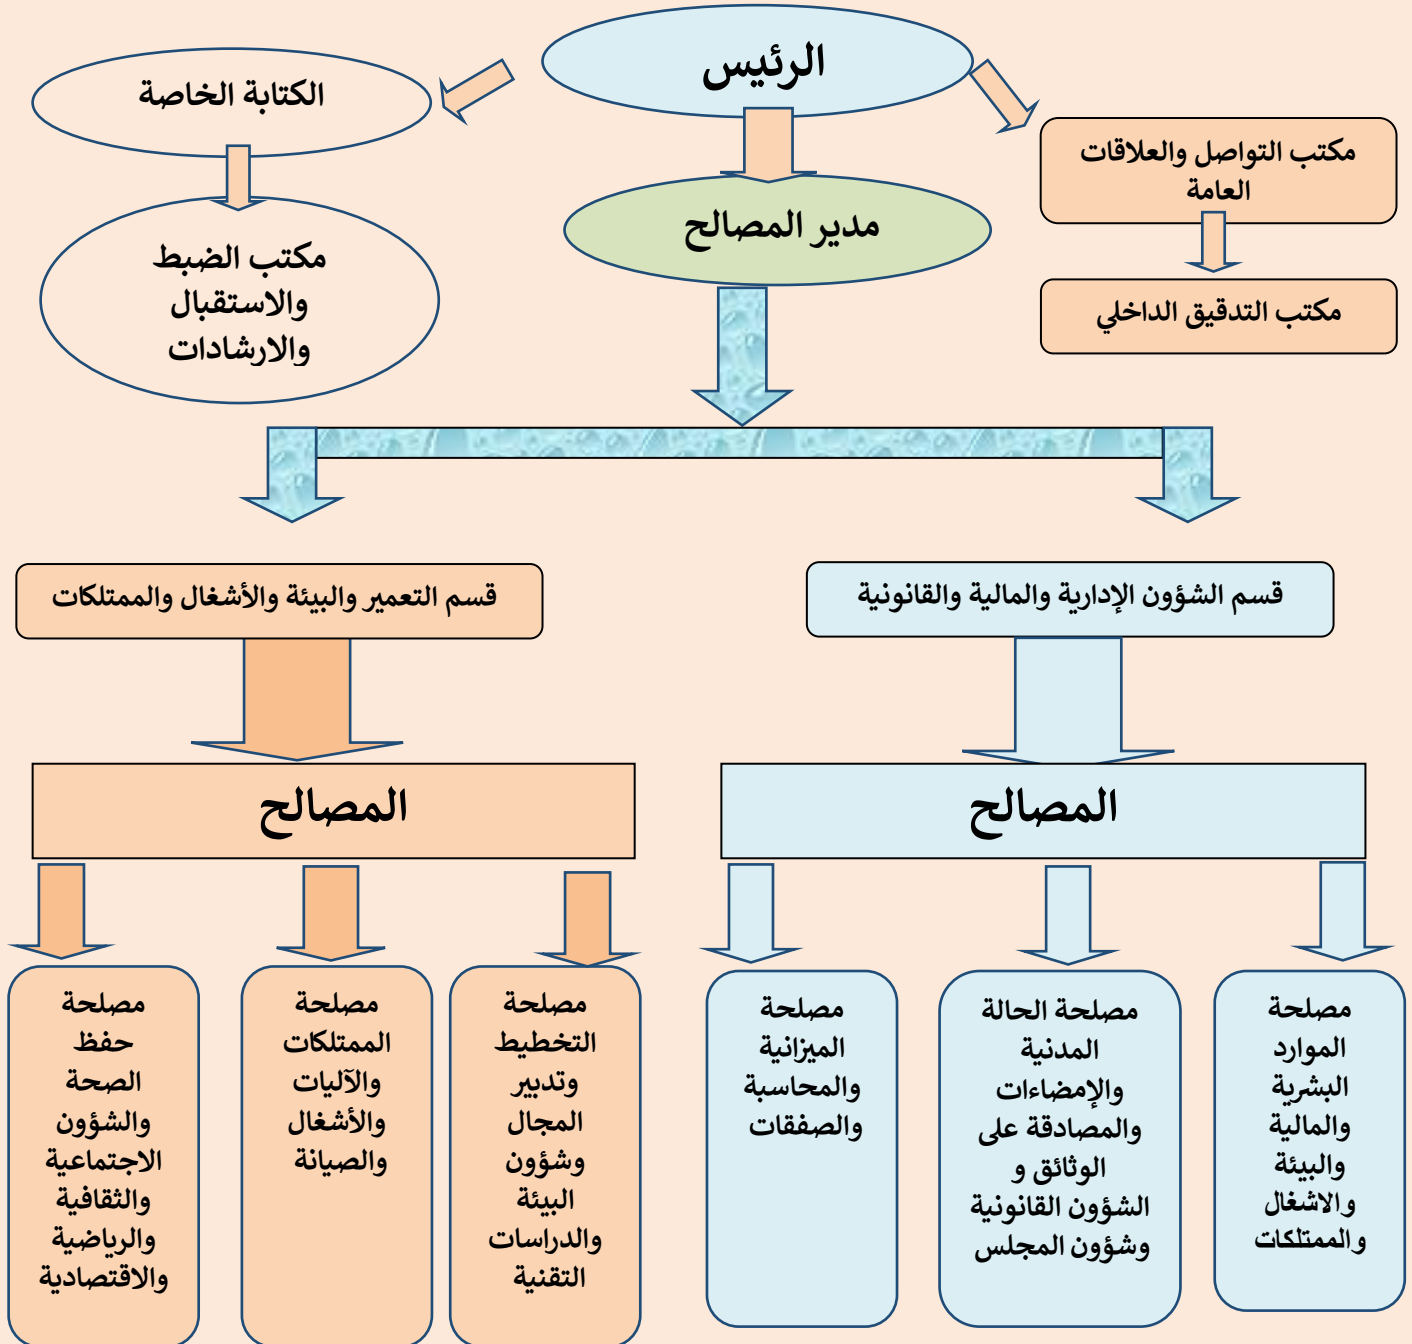 الرئيس
الكتابة الخاصة
مكتب التواصل والعلاقات
العامة
مدير المصالح
مكتب الضبط
والاستقبال
والارشادات
مكتب التدقيق الداخلي
قسم الشؤون الإدارية والمالية والقانونية
قسم التعمير والبيئة والأشغال والممتلكات
المصالح
المصالح
مصلحة
الموارد
البشرية
والمالية
والبيئة
والاشغال
والممتلكات
مصلحة الحالة
المدنية
والإمضاءات
والمصادقة على
الوثائق و
الشؤون القانونية
وشؤون المجلس
مصلحة
الميزانية
والمحاسبة
والصفقات
مصلحة
التخطيط
وتدبير
المجال
وشؤون
البيئة
والدراسات
التقنية
مصلحة
الممتلكات
والآليات
والأشغال
والصيانة
مصلحة
حفظ
الصحة
والشؤون
الاجتماعية
والثقافية
والرياضية
والاقتصادية